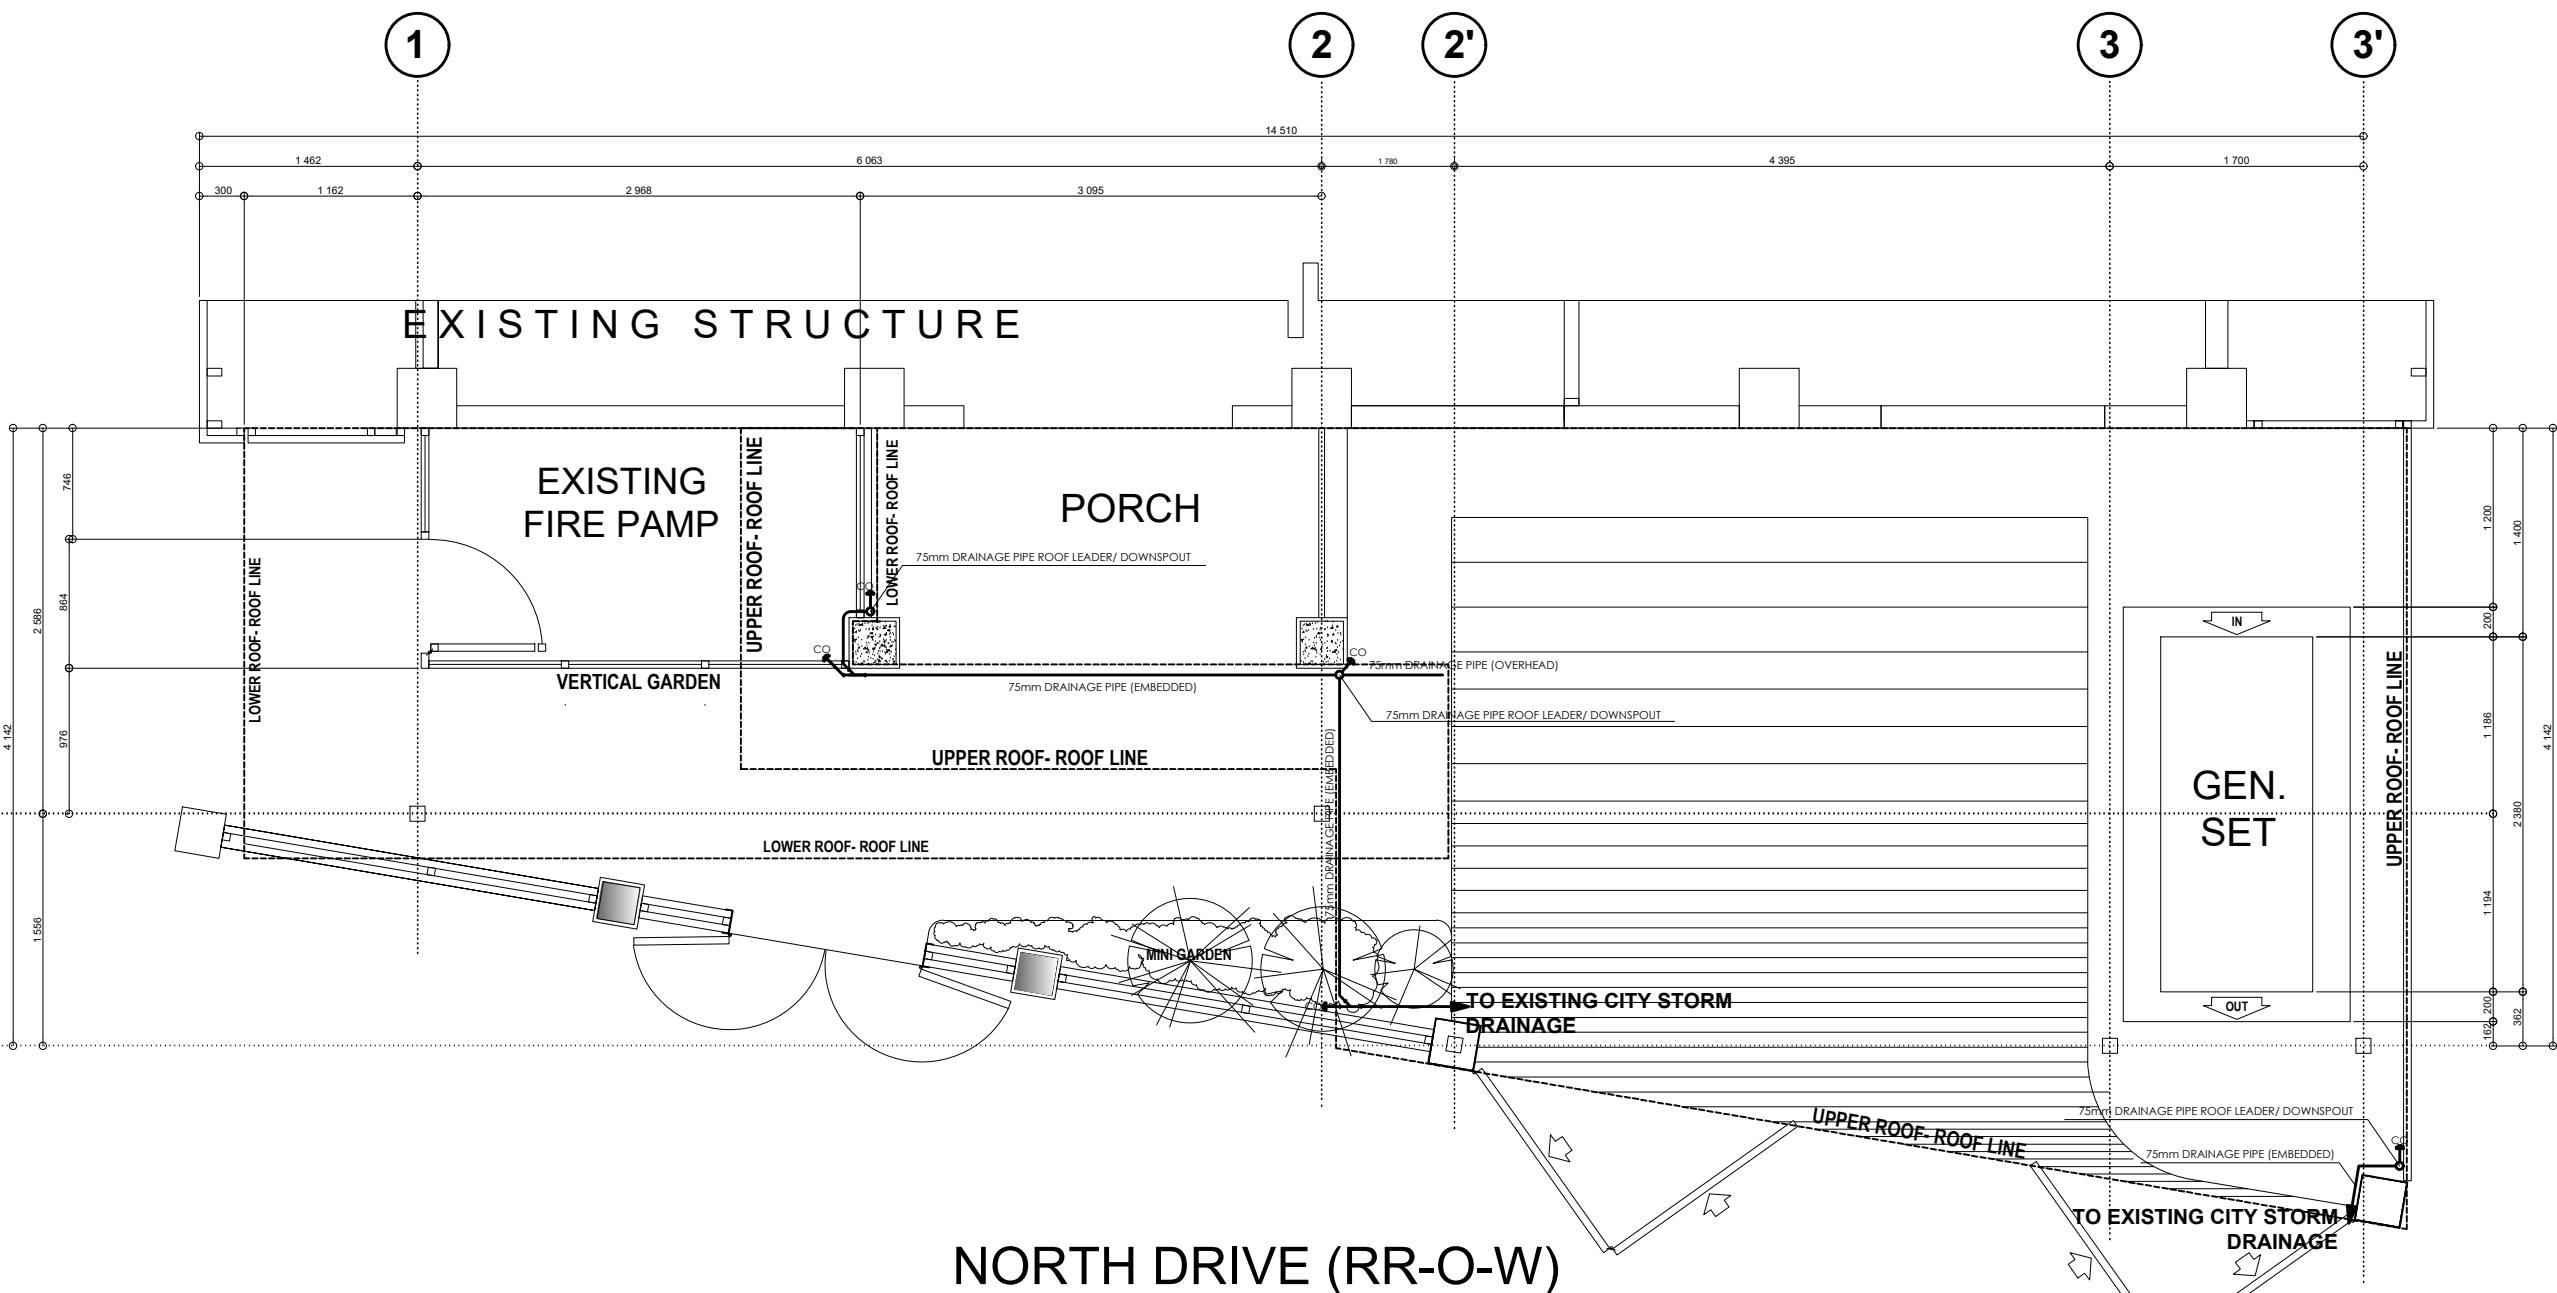 1
2
2'
3
3'
14 510
1 462
6 063
1 780
4 395
1 700
300
1 162
2 968
3 095
EXISTING STRUCTURE
EXISTING
FIRE PAMP
PORCH
UPPER ROOF- ROOF LINE
LOWER ROOF- ROOF LINE
LOWER ROOF- ROOF LINE
75mm DRAINAGE PIPE ROOF LEADER/ DOWNSPOUT
CO
CO
CO
VERTICAL GARDEN
75mm DRAINAGE PIPE (EMBEDDED)
75mm DRAINAGE PIPE (OVERHEAD)
75mm DRAINAGE PIPE ROOF LEADER/ DOWNSPOUT
75mm DRAINAGE PIPE (EMBEDDED)
UPPER ROOF- ROOF LINE
LOWER ROOF- ROOF LINE
MINI GARDEN
TO EXISTING CITY STORM
DRAINAGE
IN
GEN.
SET
OUT
UPPER ROOF- ROOF LINE
UPPER ROOF- ROOF LINE
75mm DRAINAGE PIPE ROOF LEADER/ DOWNSPOUT
CO
75mm DRAINAGE PIPE (EMBEDDED)
TO EXISTING CITY STORM
DRAINAGE
746
864
976
2 586
1 556
4 142
1 200
200
1 186
1 194
200
162
1 400
2 380
362
4 142
NORTH DRIVE (RR-O-W)